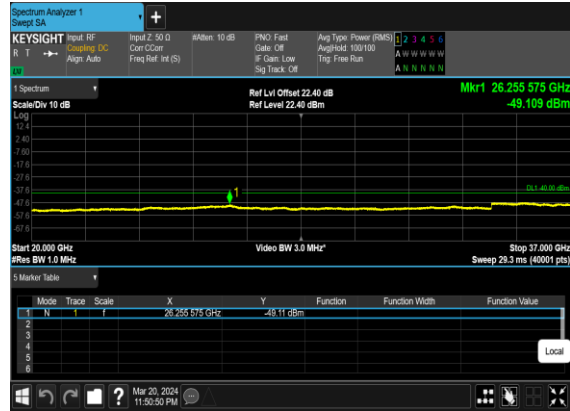 Spectrum Analyzer 1
Swept SA
+
KEYSIGHT Input: RF Input Z: 50 Ω #Atten: 10 dB PNO: Fast Avg Type: Power (RMS) 1 2 3 4 5 6
R T Coupling: DC Corr CCorr Gate: Off Avg|Hold: 100/100 A W W W W W
Align: Auto Freq Ref: Int (S) IF Gain: Low Trig: Free Run
Sig Track: Off A N N N N N
1 Spectrum Ref Lvl Offset 22.40 dB Mkr1 26.255 575 GHz
Scale/Div 10 dB Ref Level 22.40 dBm -49.109 dBm
Log
12.4
2.40
-7.60
-17.6
-27.6
-37.6 1 DL1 -40.00 dBm
-47.6
-57.6
-67.6
Start 20.000 GHz Video BW 3.0 MHz* Stop 37.000 GHz
#Res BW 1.0 MHz Sweep 29.3 ms (40001 pts)
5 Marker Table
Mode Trace Scale X Y Function Function Width Function Value
1 N 1 f 26.255 575 GHz -49.11 dBm
2
3
4
5
6
Local
? Mar 20, 2024
11:50:50 PM